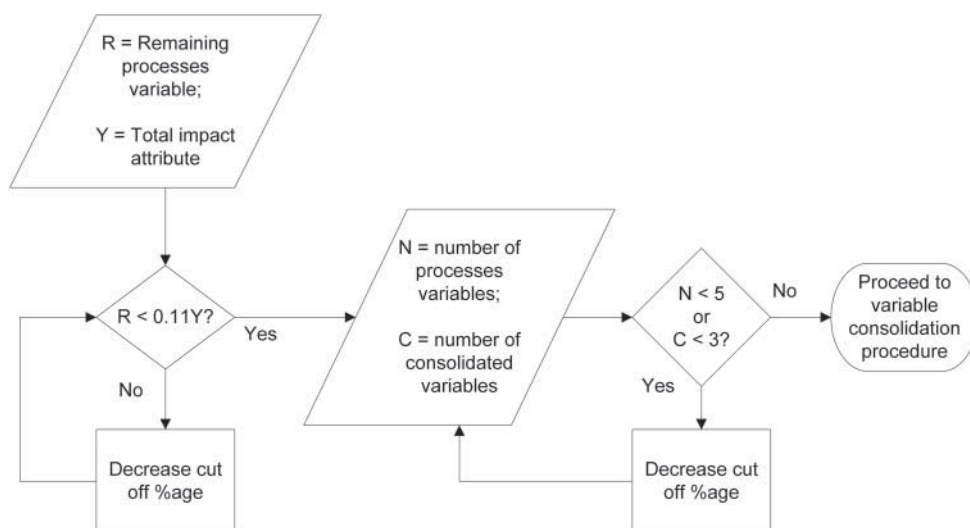 R = Remaining
processes
variable;
Y = Total impact
attribute
R < 0.11Y?
Yes
No
Decrease cut
off %age
N = number of
processes
variables;
C = number of
consolidated
variables
N < 5
or
C < 3?
No
Yes
Decrease cut
off %age
Proceed to
variable
consolidation
procedure